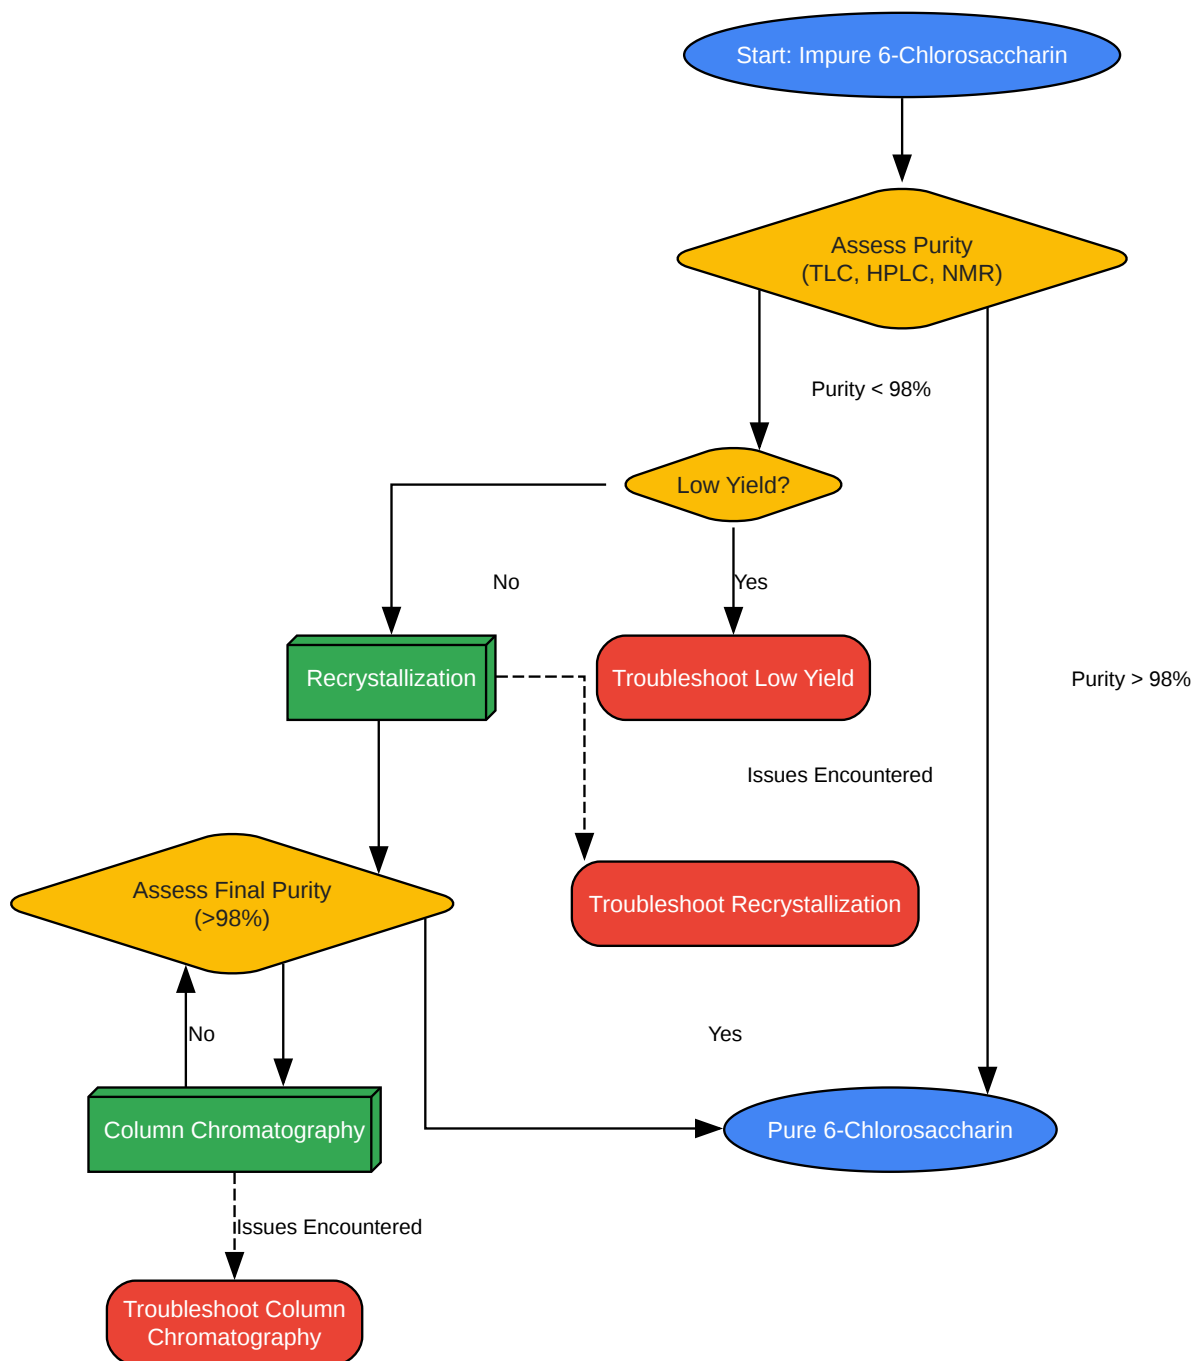 Start: Impure 6-Chlorosaccharin
Assess Purity
(TLC, HPLC, NMR)
Purity < 98%
Low Yield?
No
Yes
Recrystallization
Troubleshoot Low Yield
Purity > 98%
Issues Encountered
Assess Final Purity
(>98%)
Troubleshoot Recrystallization
No
Yes
Column Chromatography
Pure 6-Chlorosaccharin
Issues Encountered
Troubleshoot Column
Chromatography